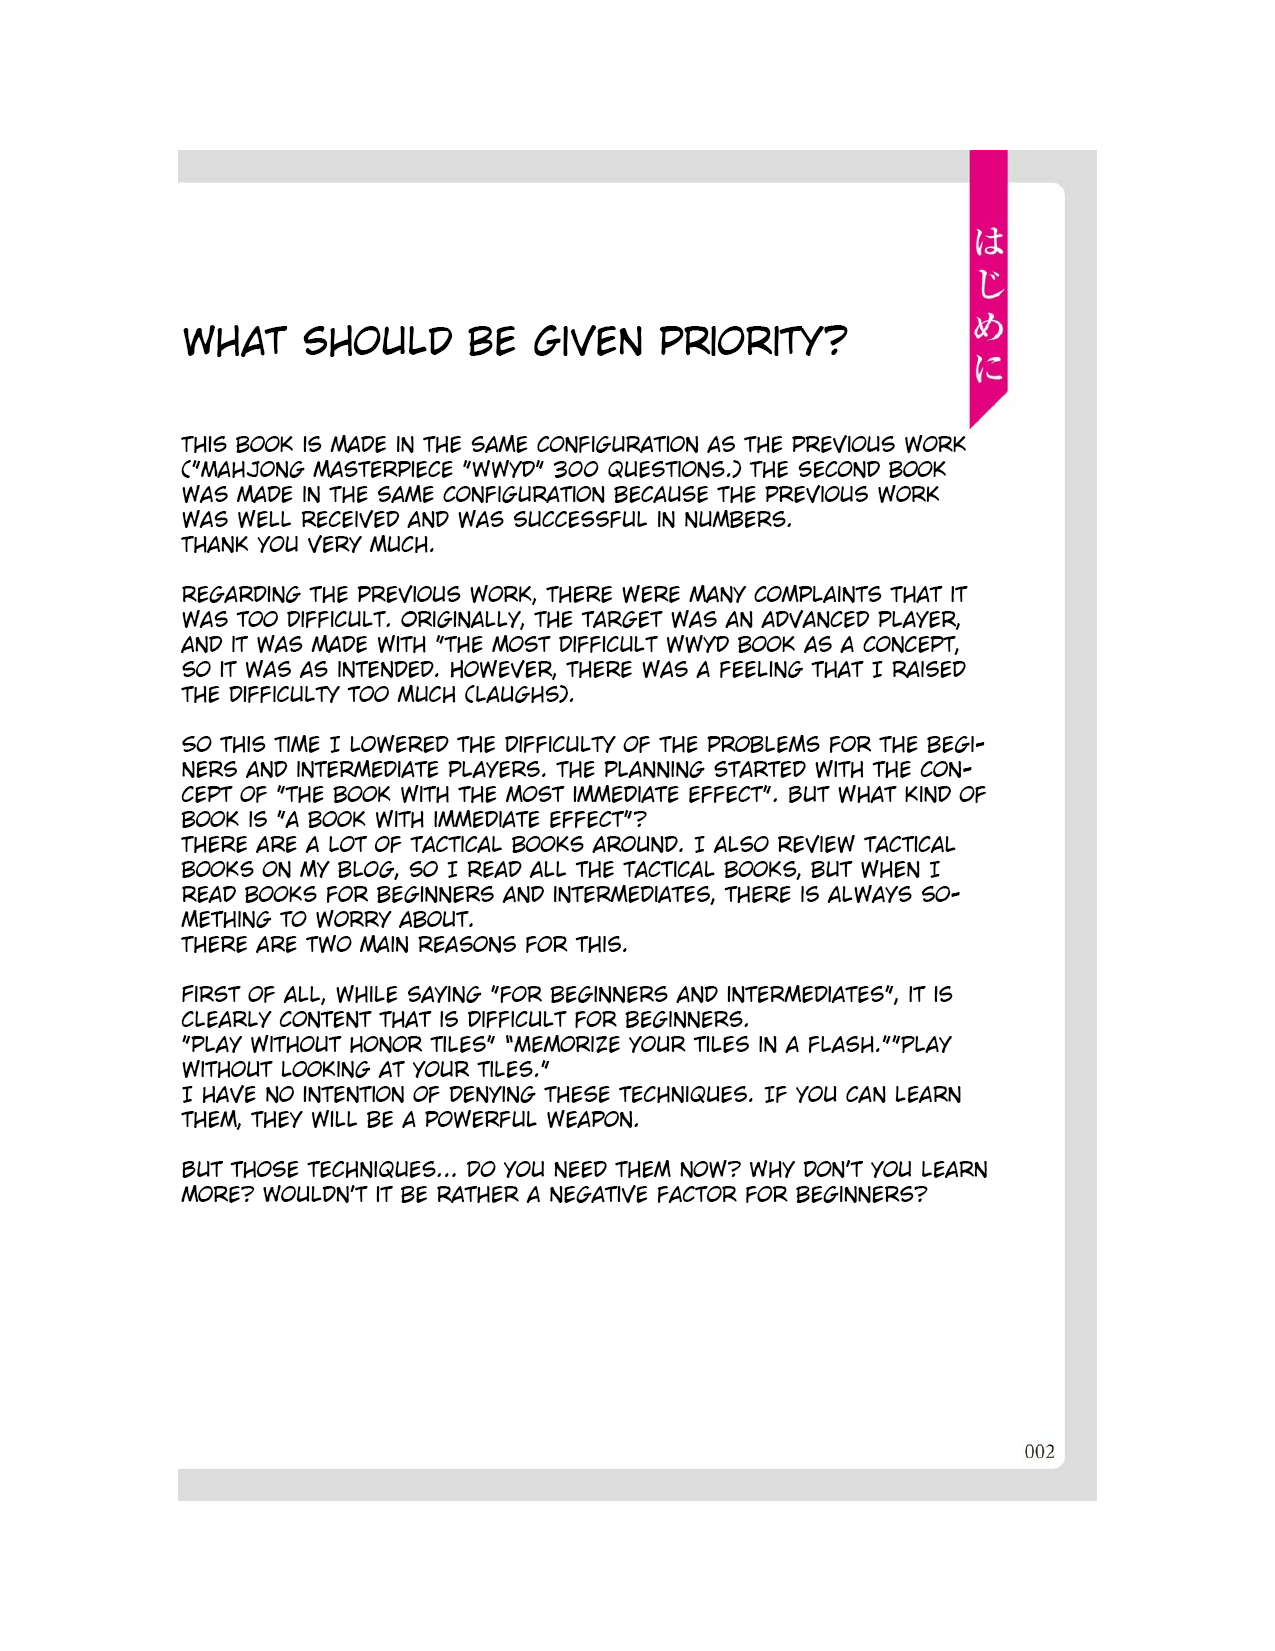 はじめに
WHAT SHOULD BE GIVEN PRIORITY?
THIS BOOK IS MADE IN THE SAME CONFIGURATION AS THE PREVIOUS WORK
("MAHJONG MASTERPIECE "WWYD" 300 QUESTIONS.) THE SECOND BOOK
WAS MADE IN THE SAME CONFIGURATION BECAUSE THE PREVIOUS WORK
WAS WELL RECEIVED AND WAS SUCCESSFUL IN NUMBERS.
THANK YOU VERY MUCH.
REGARDING THE PREVIOUS WORK, THERE WERE MANY COMPLAINTS THAT IT
WAS TOO DIFFICULT. ORIGINALLY, THE TARGET WAS AN ADVANCED PLAYER,
AND IT WAS MADE WITH "THE MOST DIFFICULT WWYD BOOK AS A CONCEPT,
SO IT WAS AS INTENDED. HOWEVER, THERE WAS A FEELING THAT I RAISED
THE DIFFICULTY TOO MUCH (LAUGHS).
SO THIS TIME I LOWERED THE DIFFICULTY OF THE PROBLEMS FOR THE BEGI-
NERS AND INTERMEDIATE PLAYERS. THE PLANNING STARTED WITH THE CON-
CEPT OF "THE BOOK WITH THE MOST IMMEDIATE EFFECT". BUT WHAT KIND OF
BOOK IS "A BOOK WITH IMMEDIATE EFFECT"?
THERE ARE A LOT OF TACTICAL BOOKS AROUND. I ALSO REVIEW TACTICAL
BOOKS ON MY BLOG, SO I READ ALL THE TACTICAL BOOKS, BUT WHEN I
READ BOOKS FOR BEGINNERS AND INTERMEDIATES, THERE IS ALWAYS SO-
METHING TO WORRY ABOUT.
THERE ARE TWO MAIN REASONS FOR THIS.
FIRST OF ALL, WHILE SAYING "FOR BEGINNERS AND INTERMEDIATES", IT IS
CLEARLY CONTENT THAT IS DIFFICULT FOR BEGINNERS.
"PLAY WITHOUT HONOR TILES" “MEMORIZE YOUR TILES IN A FLASH.""PLAY
WITHOUT LOOKING AT YOUR TILES."
I HAVE NO INTENTION OF DENYING THESE TECHNIQUES. IF YOU CAN LEARN
THEM, THEY WILL BE A POWERFUL WEAPON.
BUT THOSE TECHNIQUES... DO YOU NEED THEM NOW? WHY DON'T YOU LEARN
MORE? WOULDN'T IT BE RATHER A NEGATIVE FACTOR FOR BEGINNERS?
002